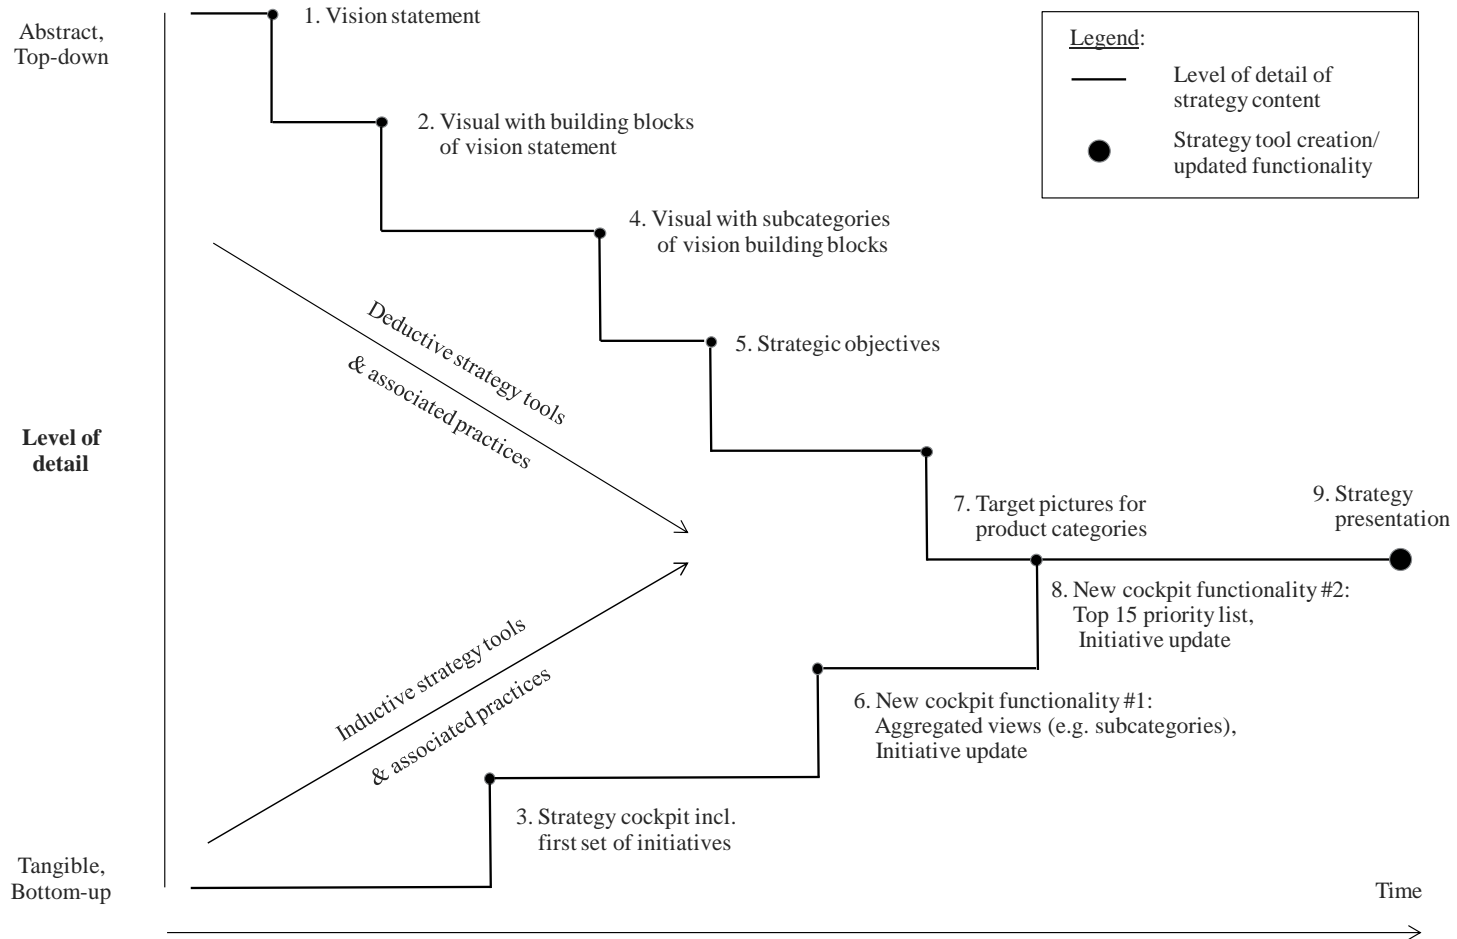 Abstract,
Top-down
1. Vision statement
Legend:
Level of detail of
strategy content
Strategy tool creation/
updated functionality
2. Visual with building blocks
of vision statement
4. Visual with subcategories
of vision building blocks
Deductive strategy tools
& associated practices
5. Strategic objectives
Level of
detail
7. Target pictures for
product categories
9. Strategy
presentation
8. New cockpit functionality #2:
Top 15 priority list,
Initiative update
Inductive strategy tools
& associated practices
6. New cockpit functionality #1:
Aggregated views (e.g. subcategories),
Initiative update
3. Strategy cockpit incl.
first set of initiatives
Tangible,
Bottom-up
Time